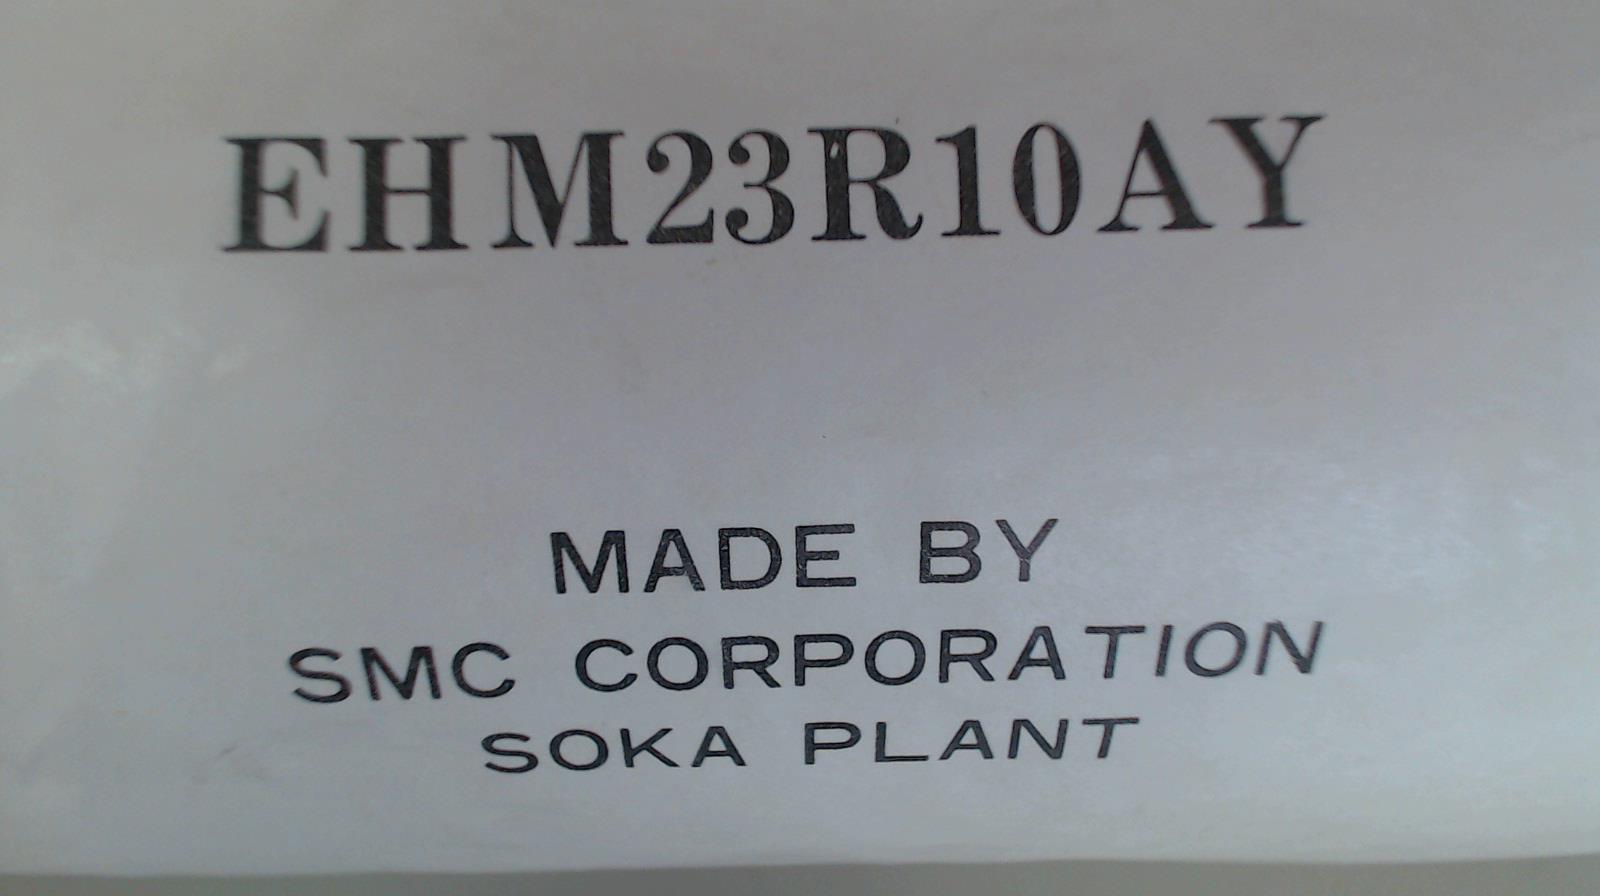 EHM23R10AY
MADE BY
SMC CORPORATION
SOKA PLANT